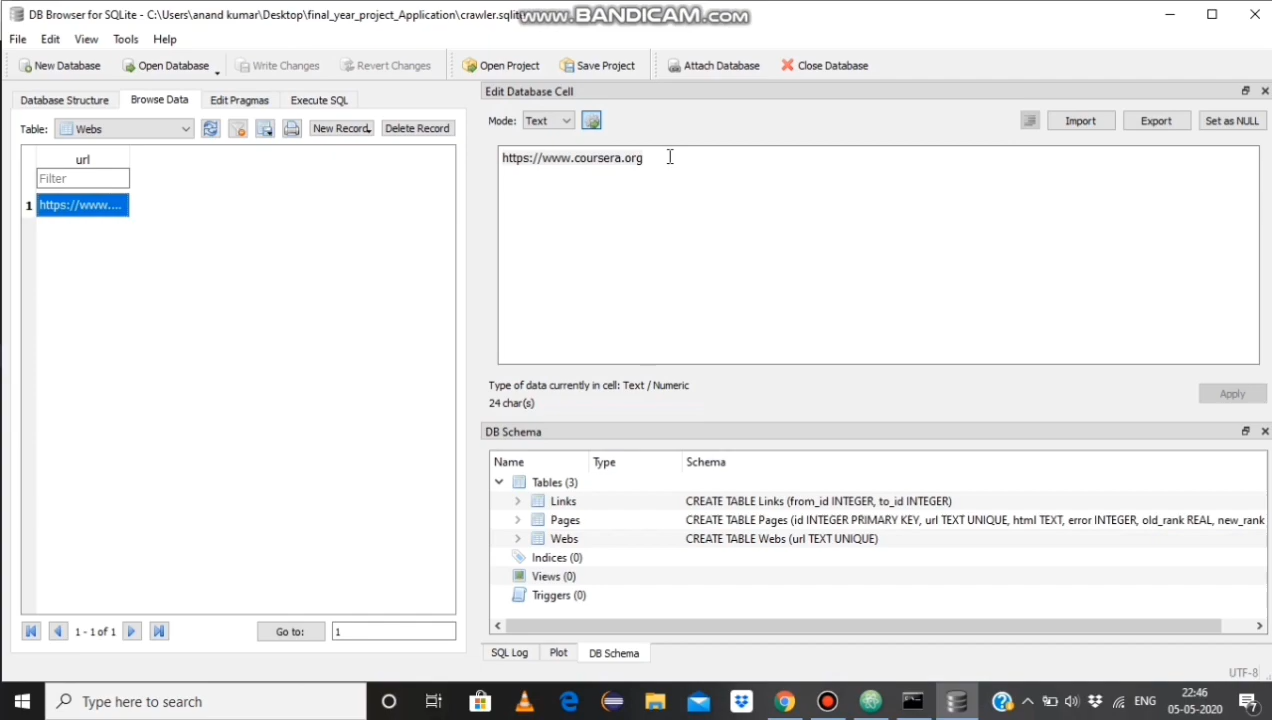 DB Browser for SQLite - C:\Users\anand kumar\Desktop\final_year_project_Application\crawler.sqlit
www.BANDICAM.com
File Edit View Tools Help
New Database Open Database Write Changes Revert Changes Open Project Save Project Attach Database Close Database
Database Structure Browse Data Edit Pragmas Execute SQL
Table: Webs New Record Delete Record
url
Filter
1 https://www....
1 - 1 of 1 Go to: 1
Edit Database Cell
Mode: Text Import Export Set as NULL
https://www.coursera.org
Type of data currently in cell: Text / Numeric
24 char(s)
Apply
DB Schema
Name Type Schema
Tables (3)
Links CREATE TABLE Links (from_id INTEGER, to_id INTEGER)
Pages CREATE TABLE Pages (id INTEGER PRIMARY KEY, url TEXT UNIQUE, html TEXT, error INTEGER, old_rank REAL, new_rank
Webs CREATE TABLE Webs (url TEXT UNIQUE)
Indices (0)
Views (0)
Triggers (0)
SQL Log Plot DB Schema
UTF-8
Type here to search
ENG
22:46
05-05-2020
7